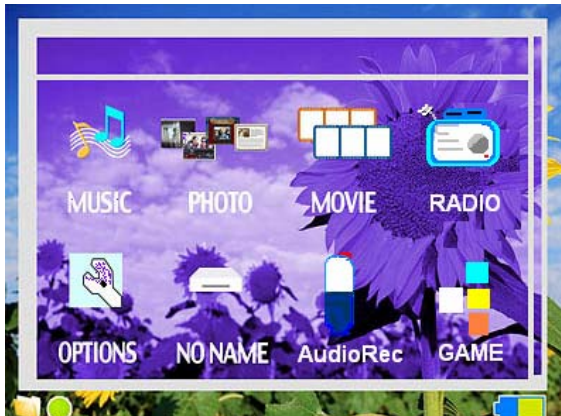 MUSIC PHOTO MOVIE RADIO
OPTIONS NO NAME AudioRec GAME